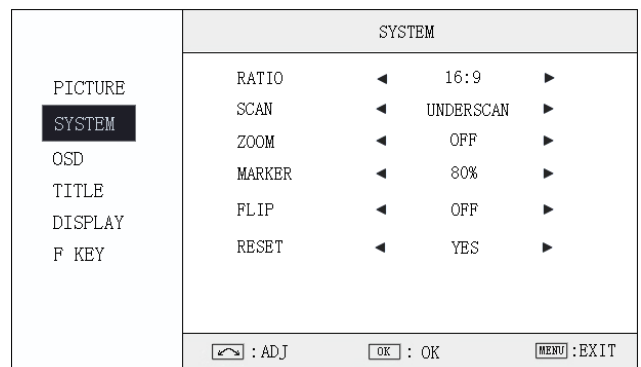 SYSTEM
PICTURE
SYSTEM
OSD
TITLE
DISPLAY
F KEY
RATIO ◀ 16:9 ▶
SCAN ◀ UNDERSCAN ▶
ZOOM ◀ OFF ▶
MARKER ◀ 80% ▶
FLIP ◀ OFF ▶
RESET ◀ YES ▶
: ADJ OK : OK MENU :EXIT